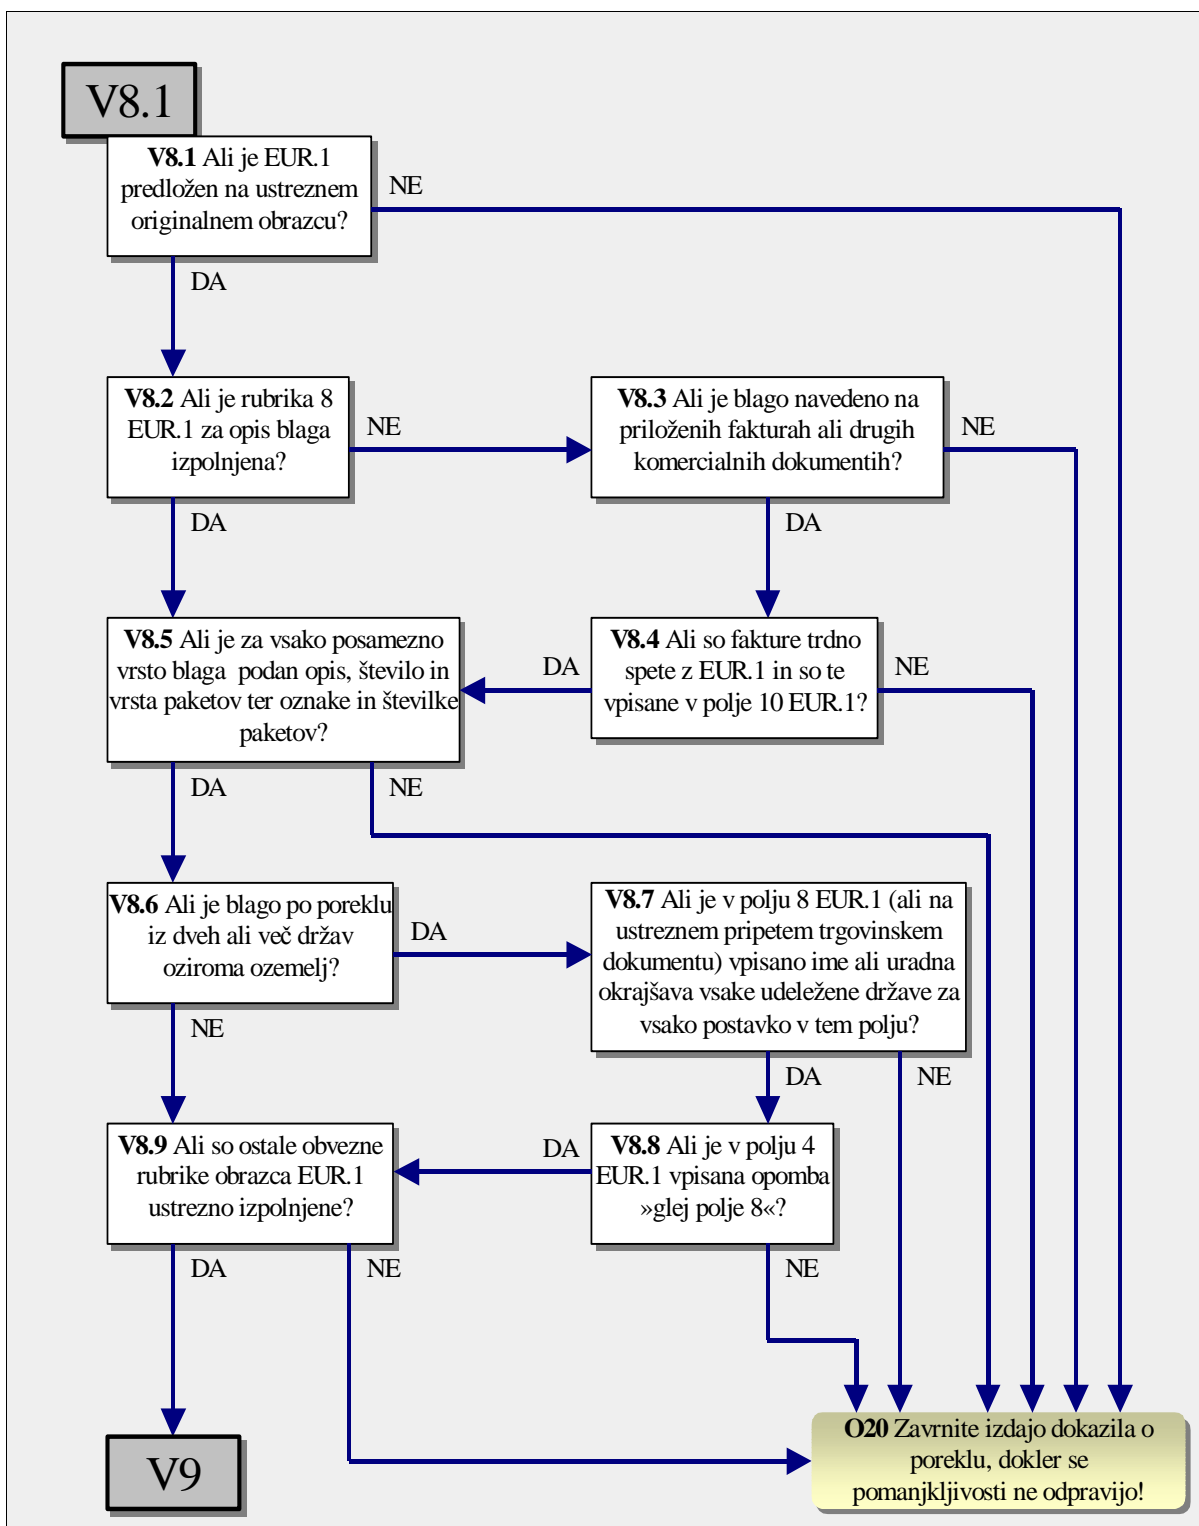 V8.1
V8.1 Ali je EUR.1
predložen na ustreznem
originalnem obrazcu?
NE
DA
V8.2 Ali je rubrika 8
EUR.1 za opis blaga
izpolnjena?
NE
V8.3 Ali je blago navedeno na
priloženih fakturah ali drugih
komercialnih dokumentih?
NE
DA
DA
V8.5 Ali je za vsako posamezno
vrsto blaga podan opis, število in
vrsta paketov ter oznake in številke
paketov?
DA
V8.4 Ali so fakture trdno
spete z EUR.1 in so te
vpisane v polje 10 EUR.1?
NE
DA
NE
V8.6 Ali je blago po poreklu
iz dveh ali več držav
oziroma ozemelj?
DA
V8.7 Ali je v polju 8 EUR.1 (ali na
ustreznem pripetem trgovinskem
dokumentu) vpisano ime ali uradna
okrajšava vsake udeležene države za
vsako postavko v tem polju?
NE
DA
NE
V8.9 Ali so ostale obvezne
rubrike obrazca EUR.1
ustrezno izpolnjene?
DA
V8.8 Ali je v polju 4
EUR.1 vpisana opomba
»glej polje 8«?
DA
NE
NE
V9
O20 Zavrnite izdajo dokazila o
poreklu, dokler se
pomanjkljivosti ne odpravijo!